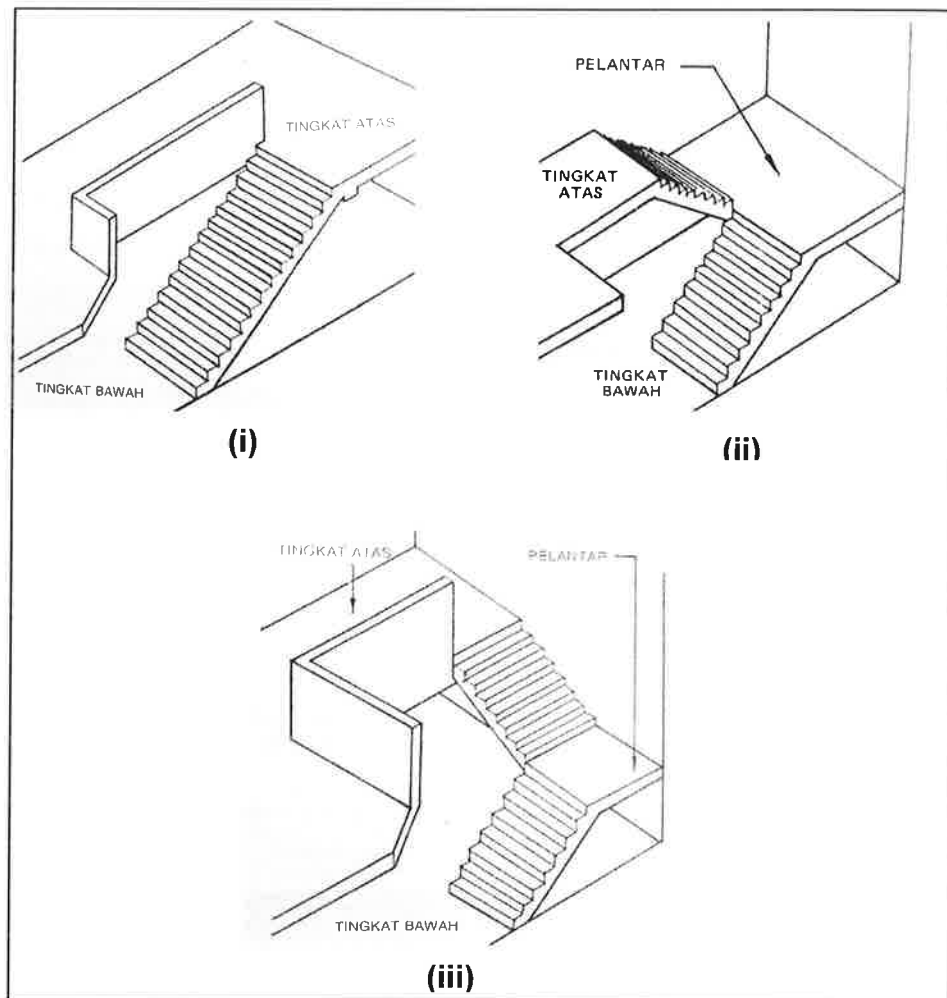 TINGKAT ATAS
TINGKAT BAWAH
(i)
PELANTAR
TINGKAT
ATAS
TINGKAT
BAWAH
(ii)
TINGKAT ATAS
PELANTAR
TINGKAT BAWAH
(iii)